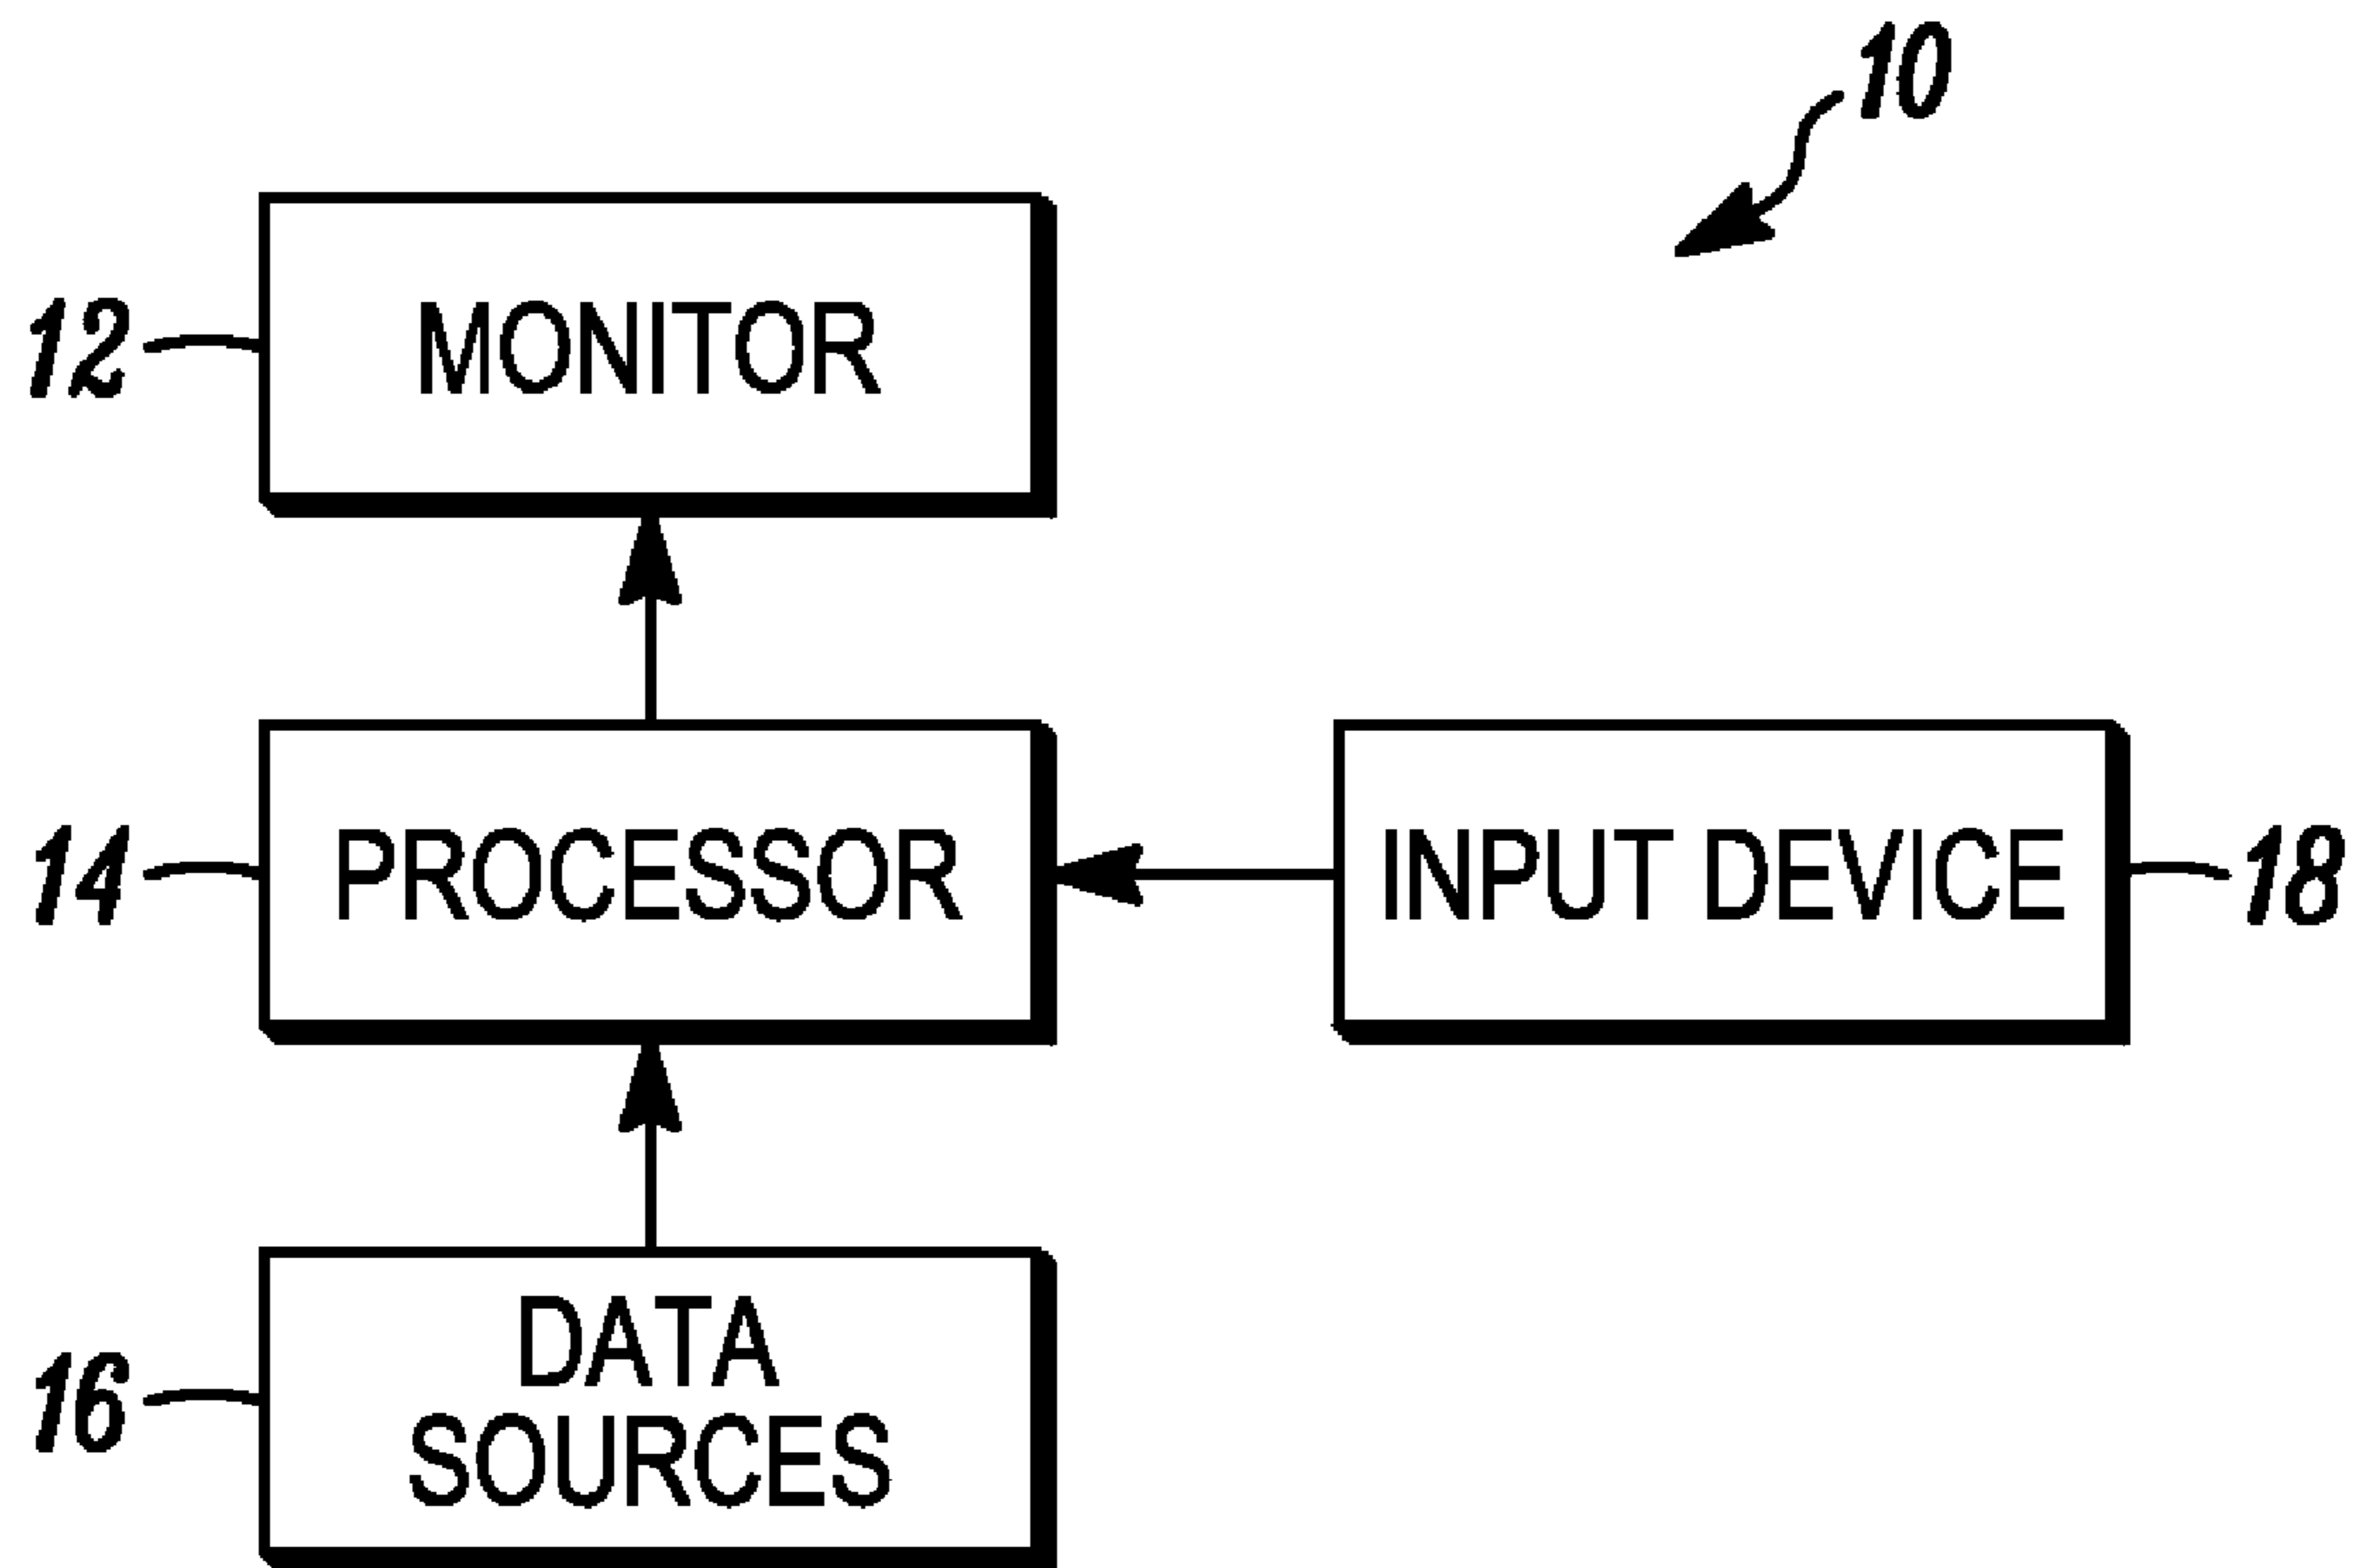 10
12
MONITOR
14
PROCESSOR
INPUT DEVICE
18
16
DATA
SOURCES